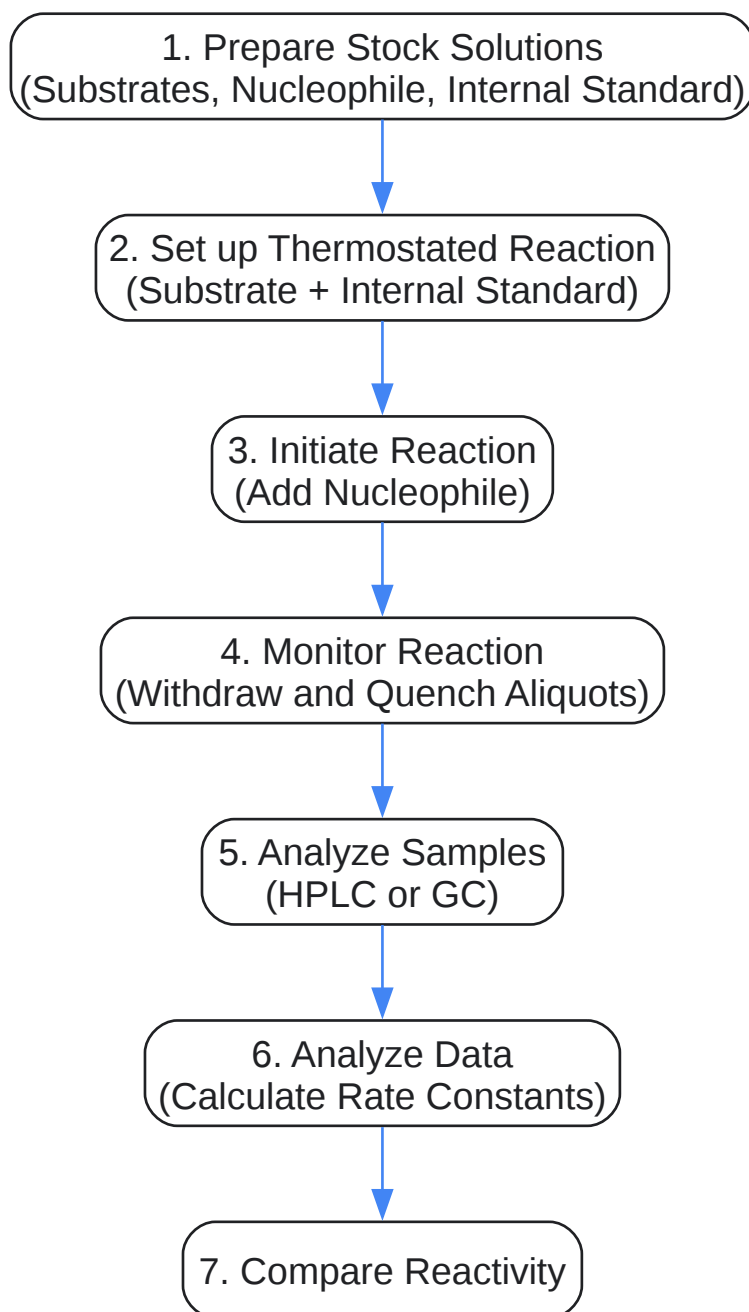 1. Prepare Stock Solutions
(Substrates, Nucleophile, Internal Standard)
2. Set up Thermostated Reaction
(Substrate + Internal Standard)
3. Initiate Reaction
(Add Nucleophile)
4. Monitor Reaction
(Withdraw and Quench Aliquots)
5. Analyze Samples
(HPLC or GC)
6. Analyze Data
(Calculate Rate Constants)
7. Compare Reactivity